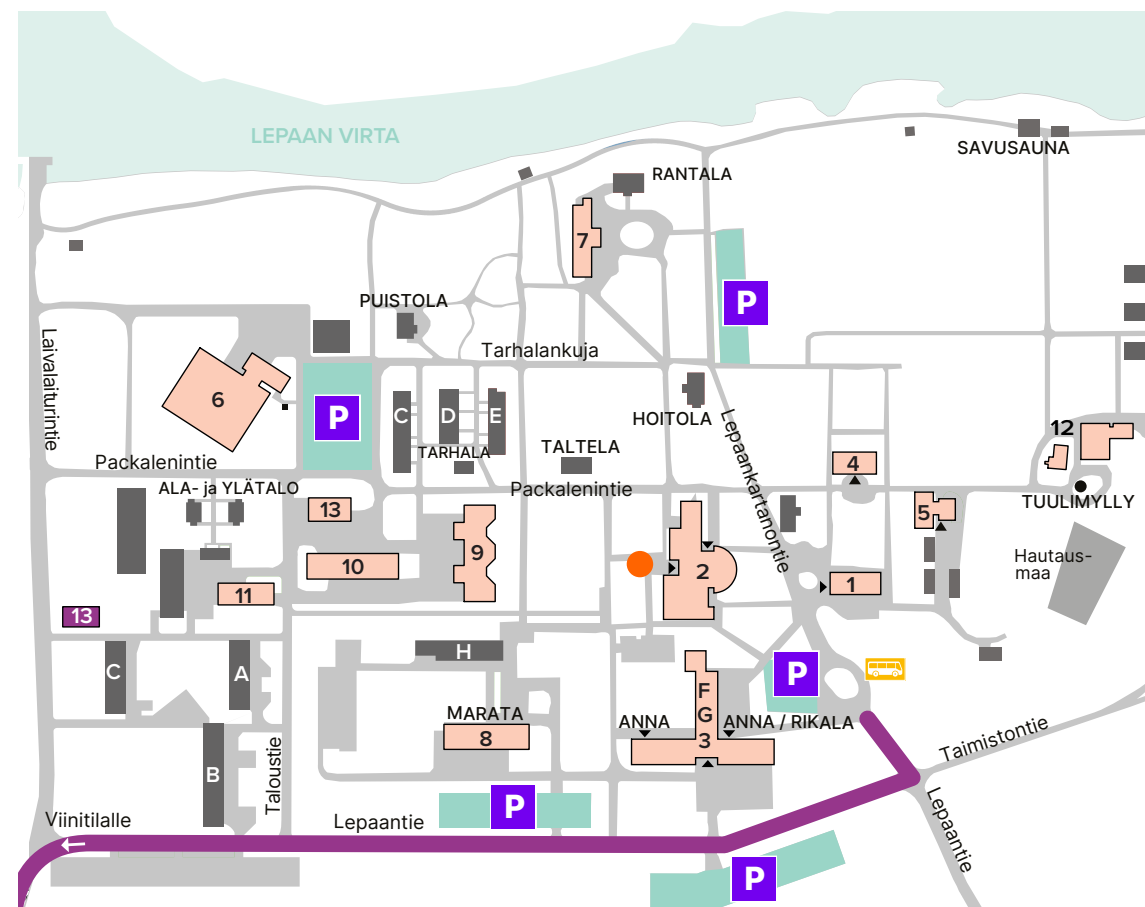 LEPAAN VIRTA
SAVUSAUNA
RANTALA
7
P
PUISTOLA
Tarhalankuja
Laivalaiturintie
6
P
C
D
E
HOITOLA
Lepaankartanontie
TARHALA
TALTELA
12
4
Packalenintie
ALA- ja YLÄTALO
Packalenintie
TUULIMYLLY
13
5
9
10
2
Hautaus-
maa
1
11
13
H
C
A
P
F
G
3
MARATA
8
ANNA
ANNA / RIKALA
Taimistontie
B
Taloustie
P
Viinitilalle
Lepaantie
Lepaantie
P